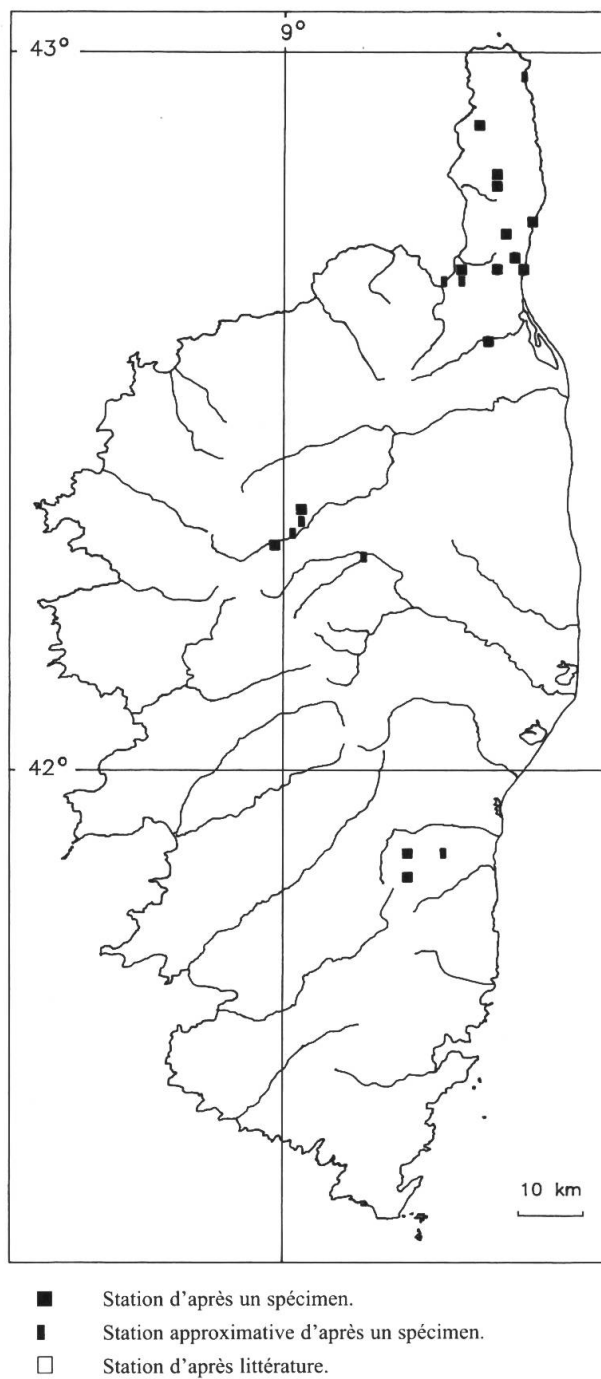 9°
43°
42°
10 km
Station d'après un spécimen.
Station approximative d'après un spécimen.
Station d'après littérature.